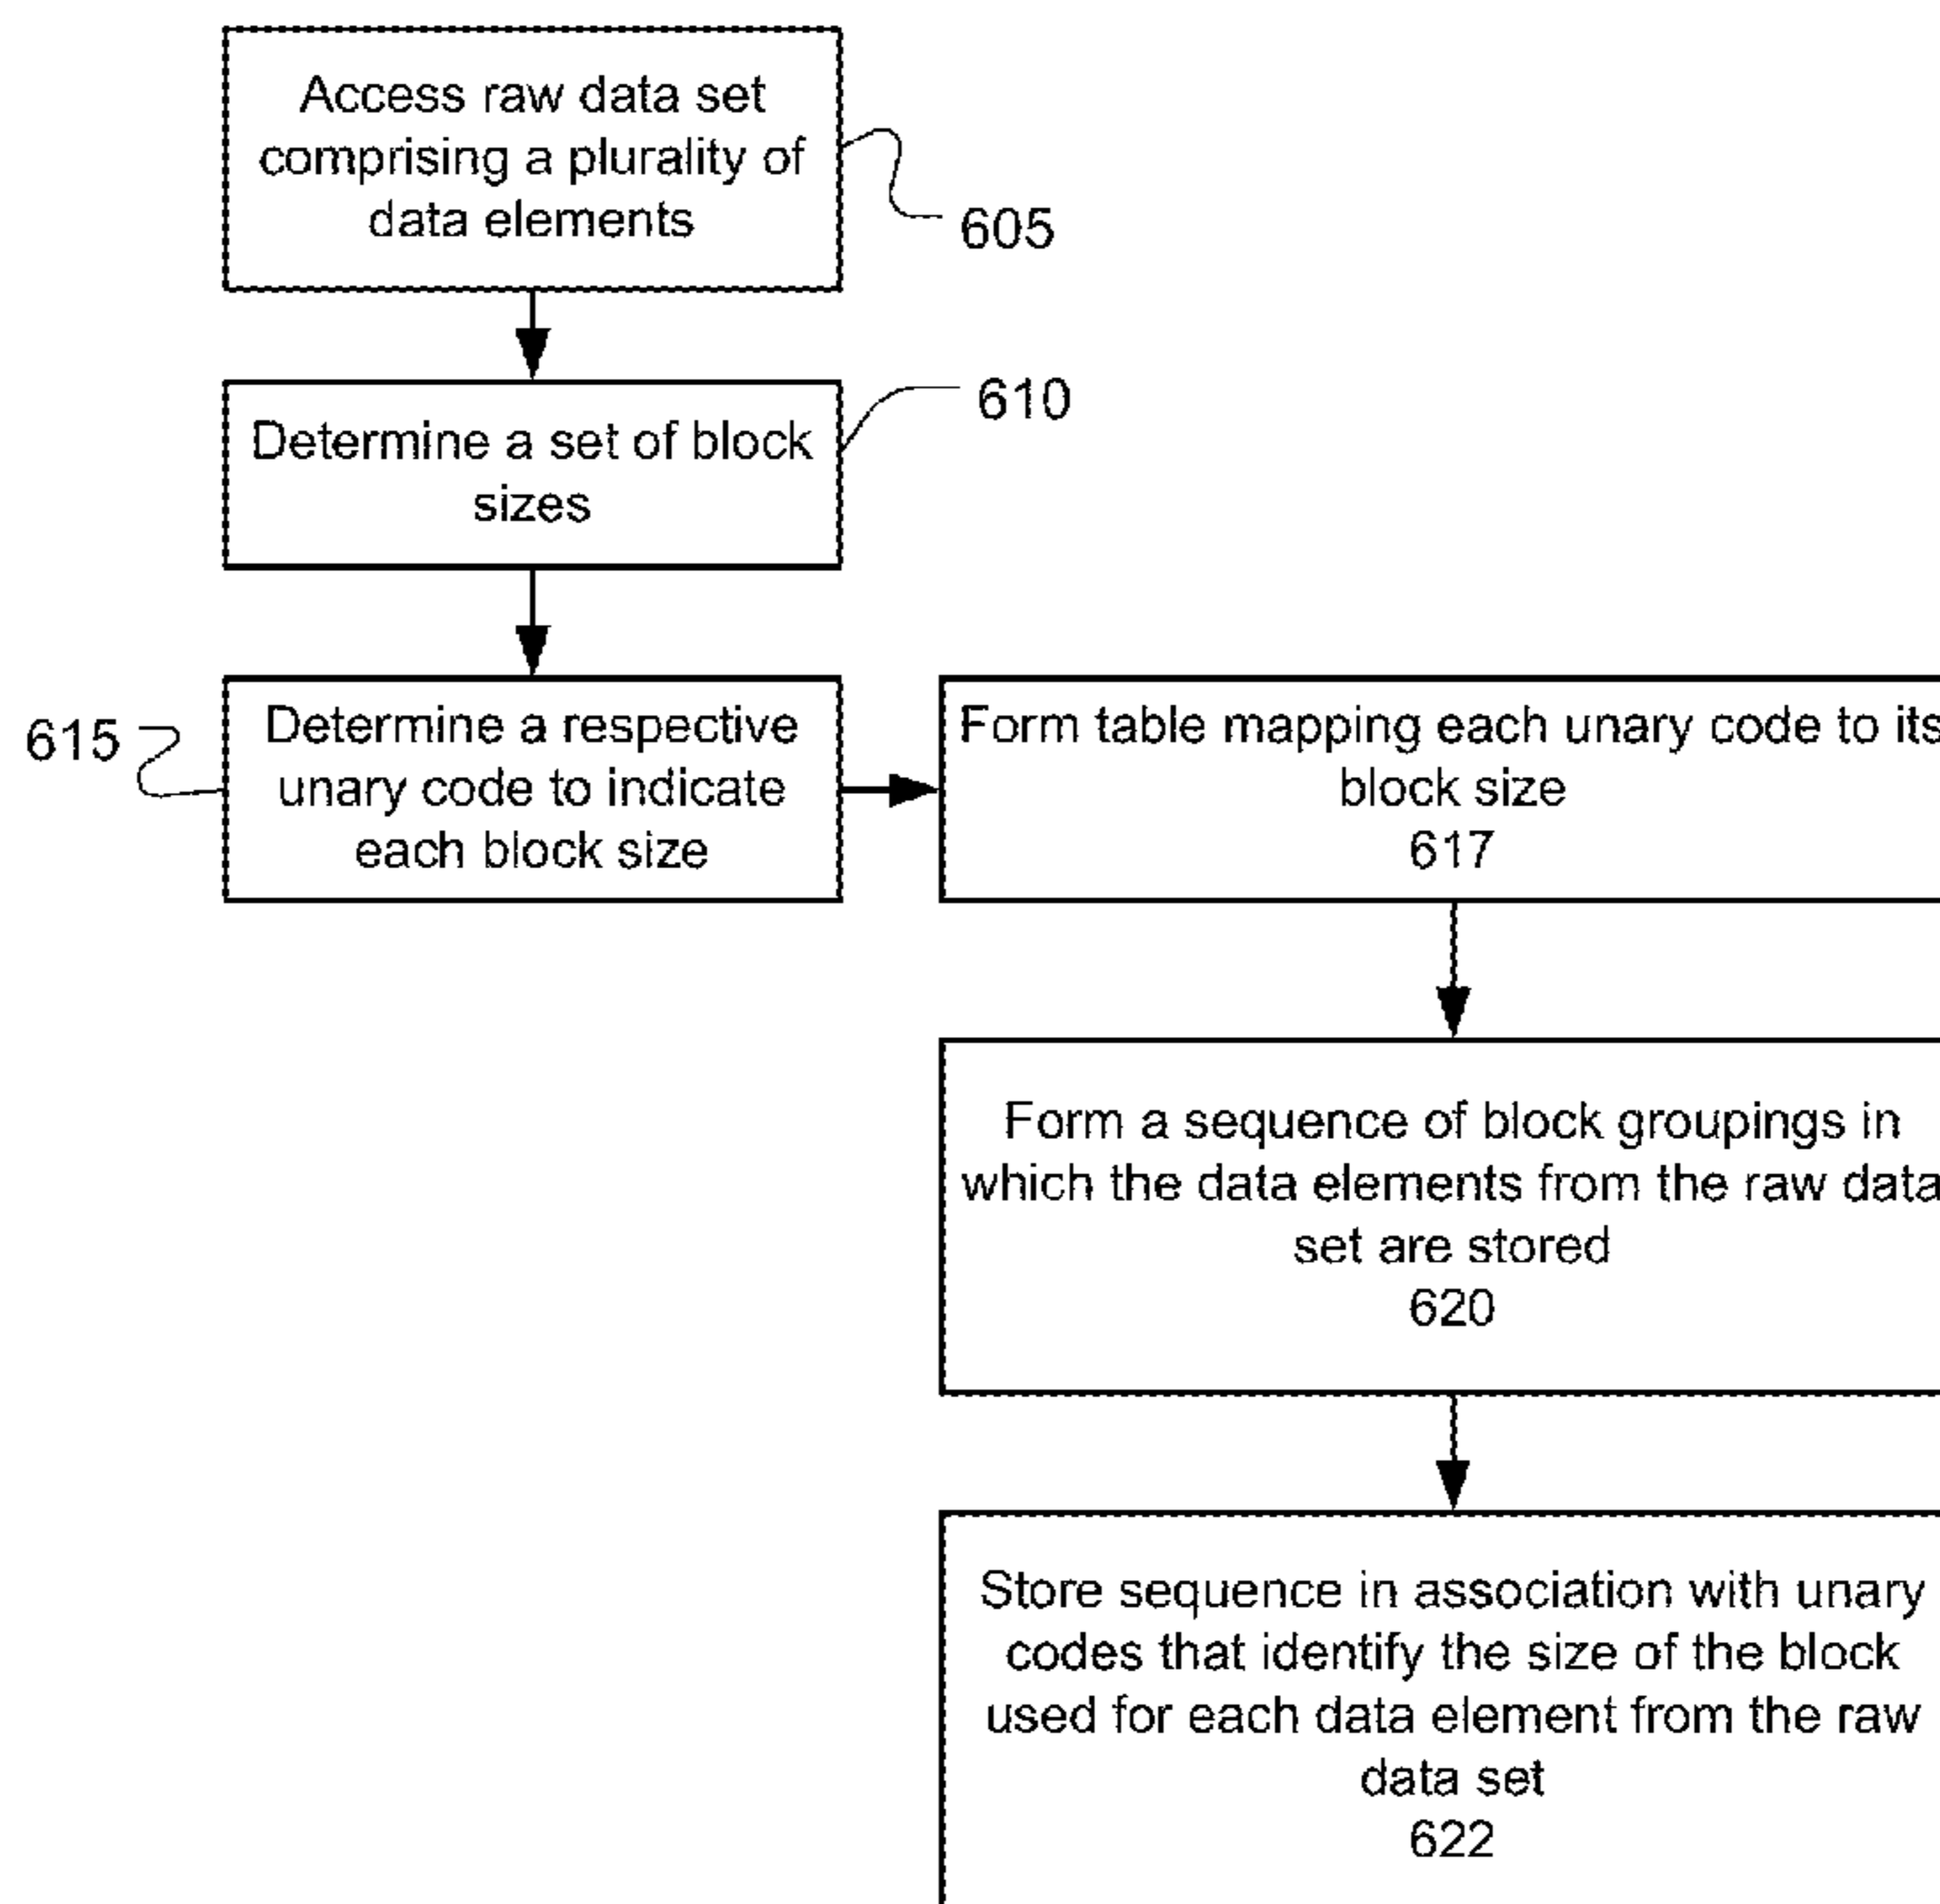 Access raw data set
comprising a plurality of
data elements
605
Determine a set of block
sizes
610
615
Determine a respective
unary code to indicate
each block size
Form table mapping each unary code to its
block size
617
Form a sequence of block groupings in
which the data elements from the raw data
set are stored
620
Store sequence in association with unary
codes that identify the size of the block
used for each data element from the raw
data set
622